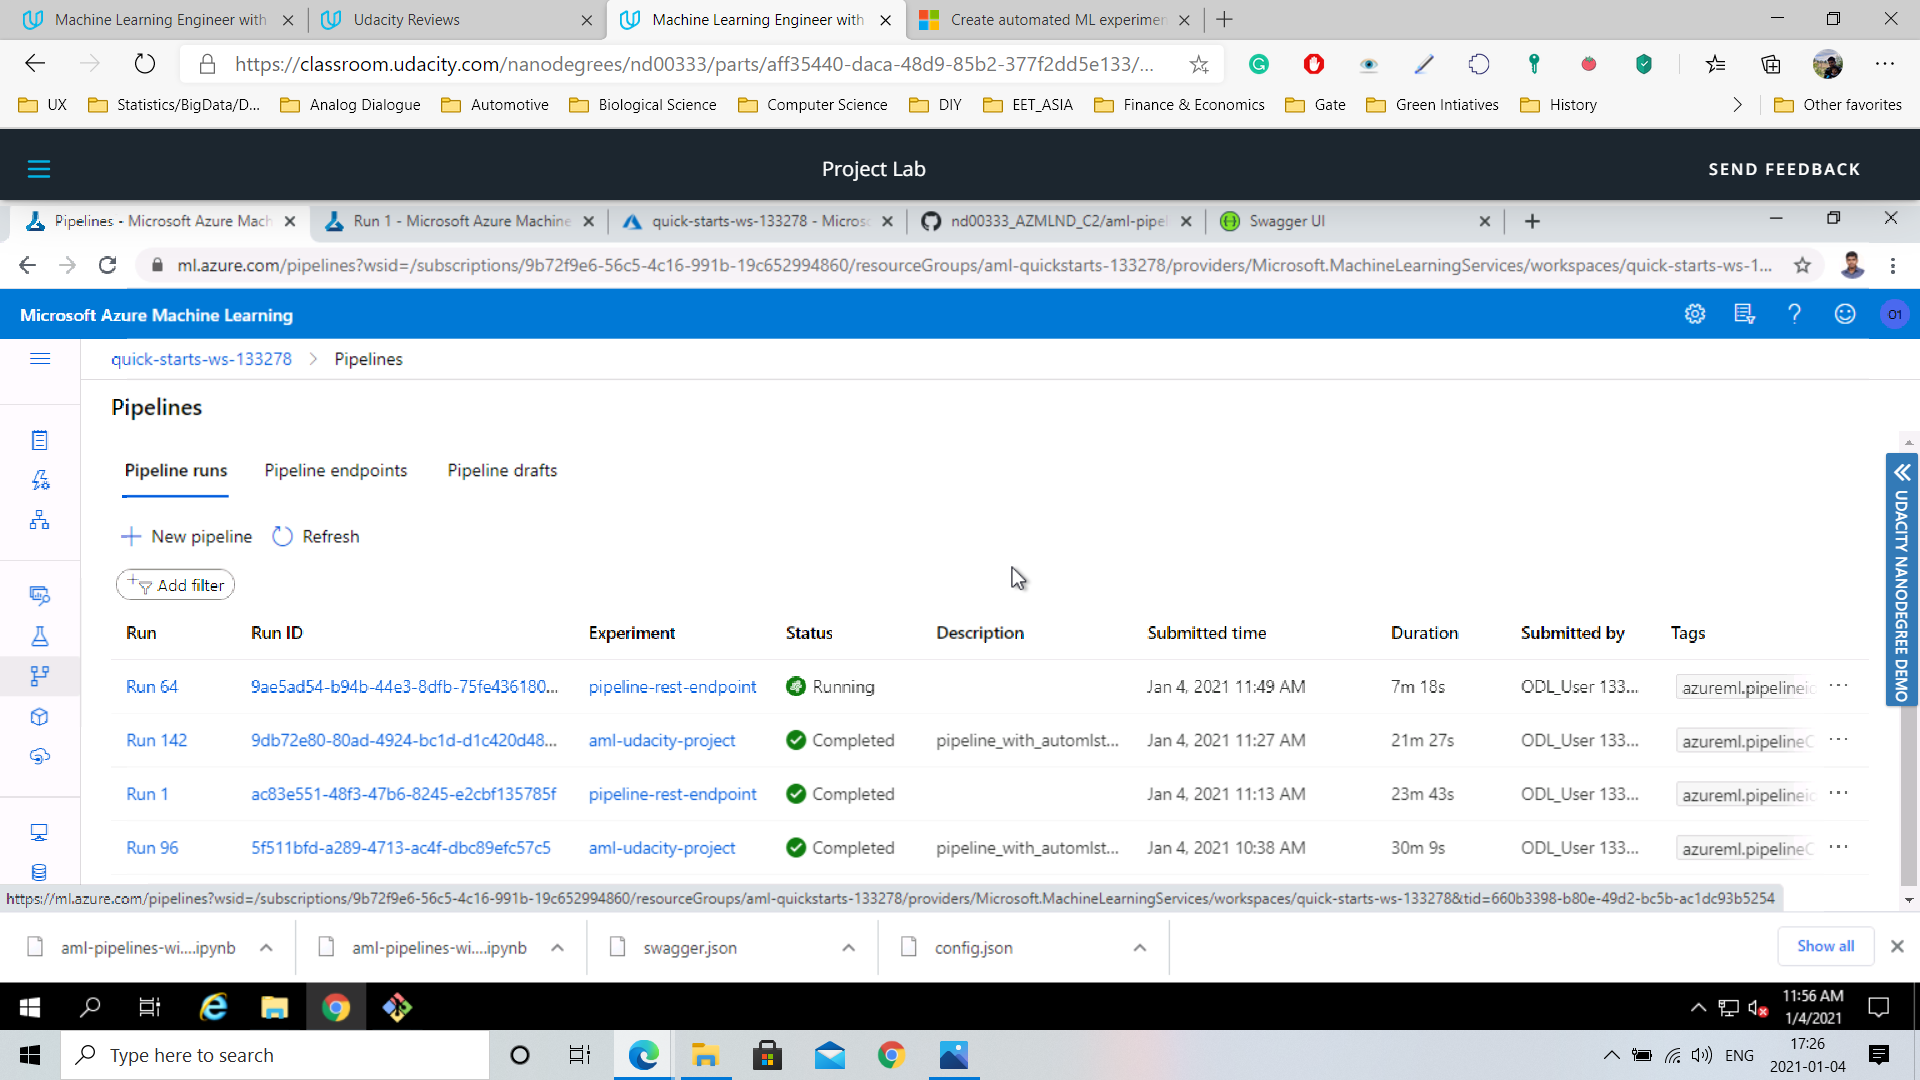 Machine Learning Engineer with
Udacity Reviews
Machine Learning Engineer with
Create automated ML experimen
https://classroom.udacity.com/nanodegrees/nd00333/parts/aff35440-daca-48d9-85b2-377f2dd5e133/...
UX
Statistics/BigData/D...
Analog Dialogue
Automotive
Biological Science
Computer Science
DIY
EET_ASIA
Finance & Economics
Gate
Green Intiatives
History
Other favorites
Project Lab
SEND FEEDBACK
Pipelines - Microsoft Azure Mach
Run 1 - Microsoft Azure Machine
quick-starts-ws-133278 - Micros
nd00333_AZMLND_C2/aml-pipel
Swagger UI
ml.azure.com/pipelines?wsid=/subscriptions/9b72f9e6-56c5-4c16-991b-19c652994860/resourceGroups/aml-quickstarts-133278/providers/Microsoft.MachineLearningServices/workspaces/quick-starts-ws-1...
Microsoft Azure Machine Learning
01
quick-starts-ws-133278 > Pipelines
Pipelines
Pipeline runs
Pipeline endpoints
Pipeline drafts
New pipeline
Refresh
Add filter
Run Run ID Experiment Status Description Submitted time Duration Submitted by Tags
Run 64 9ae5ad54-b94b-44e3-8dfb-75fe436180... pipeline-rest-endpoint Running Jan 4, 2021 11:49 AM 7m 18s ODL_User 133... azureml.pipelineic ...
Run 142 9db72e80-80ad-4924-bc1d-d1c420d48... aml-udacity-project Completed pipeline_with_automlst... Jan 4, 2021 11:27 AM 21m 27s ODL_User 133... azureml.pipelineC ...
Run 1 ac83e551-48f3-47b6-8245-e2cbf135785f pipeline-rest-endpoint Completed Jan 4, 2021 11:13 AM 23m 43s ODL_User 133... azureml.pipelineic ...
Run 96 5f511bfd-a289-4713-ac4f-dbc89efc57c5 aml-udacity-project Completed pipeline_with_automlst... Jan 4, 2021 10:38 AM 30m 9s ODL_User 133... azureml.pipelineC ...
UDACITY NANODEGREE DEMO
https://ml.azure.com/pipelines?wsid=/subscriptions/9b72f9e6-56c5-4c16-991b-19c652994860/resourceGroups/aml-quickstarts-133278/providers/Microsoft.MachineLearningServices/workspaces/quick-starts-ws-133278&tid=660b3398-b80e-49d2-bc5b-ac1dc93b5254
aml-pipelines-wi....ipynb
aml-pipelines-wi....ipynb
swagger.json
config.json
Show all
11:56 AM
1/4/2021
Type here to search
ENG
17:26
2021-01-04